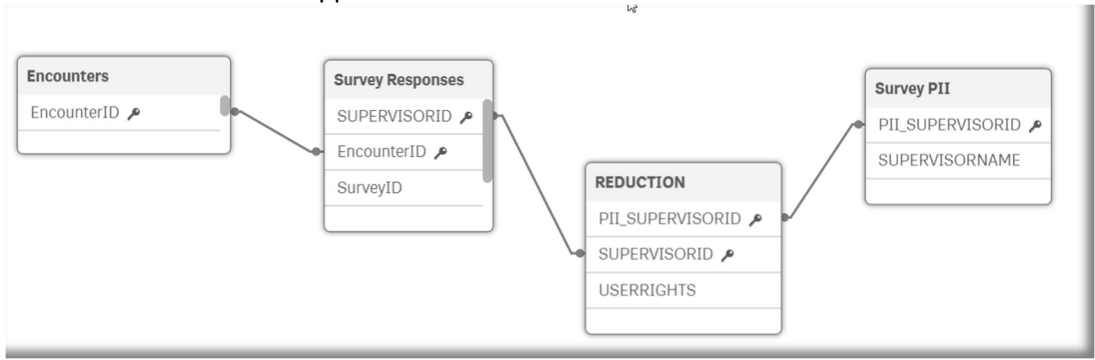 Encounters
EncounterID
Survey Responses
SUPERVISORID
EncounterID
SurveyID
REDUCTION
PII_SUPERVISORID
SUPERVISORID
USERRIGHTS
Survey PII
PII_SUPERVISORID
SUPERVISORNAME